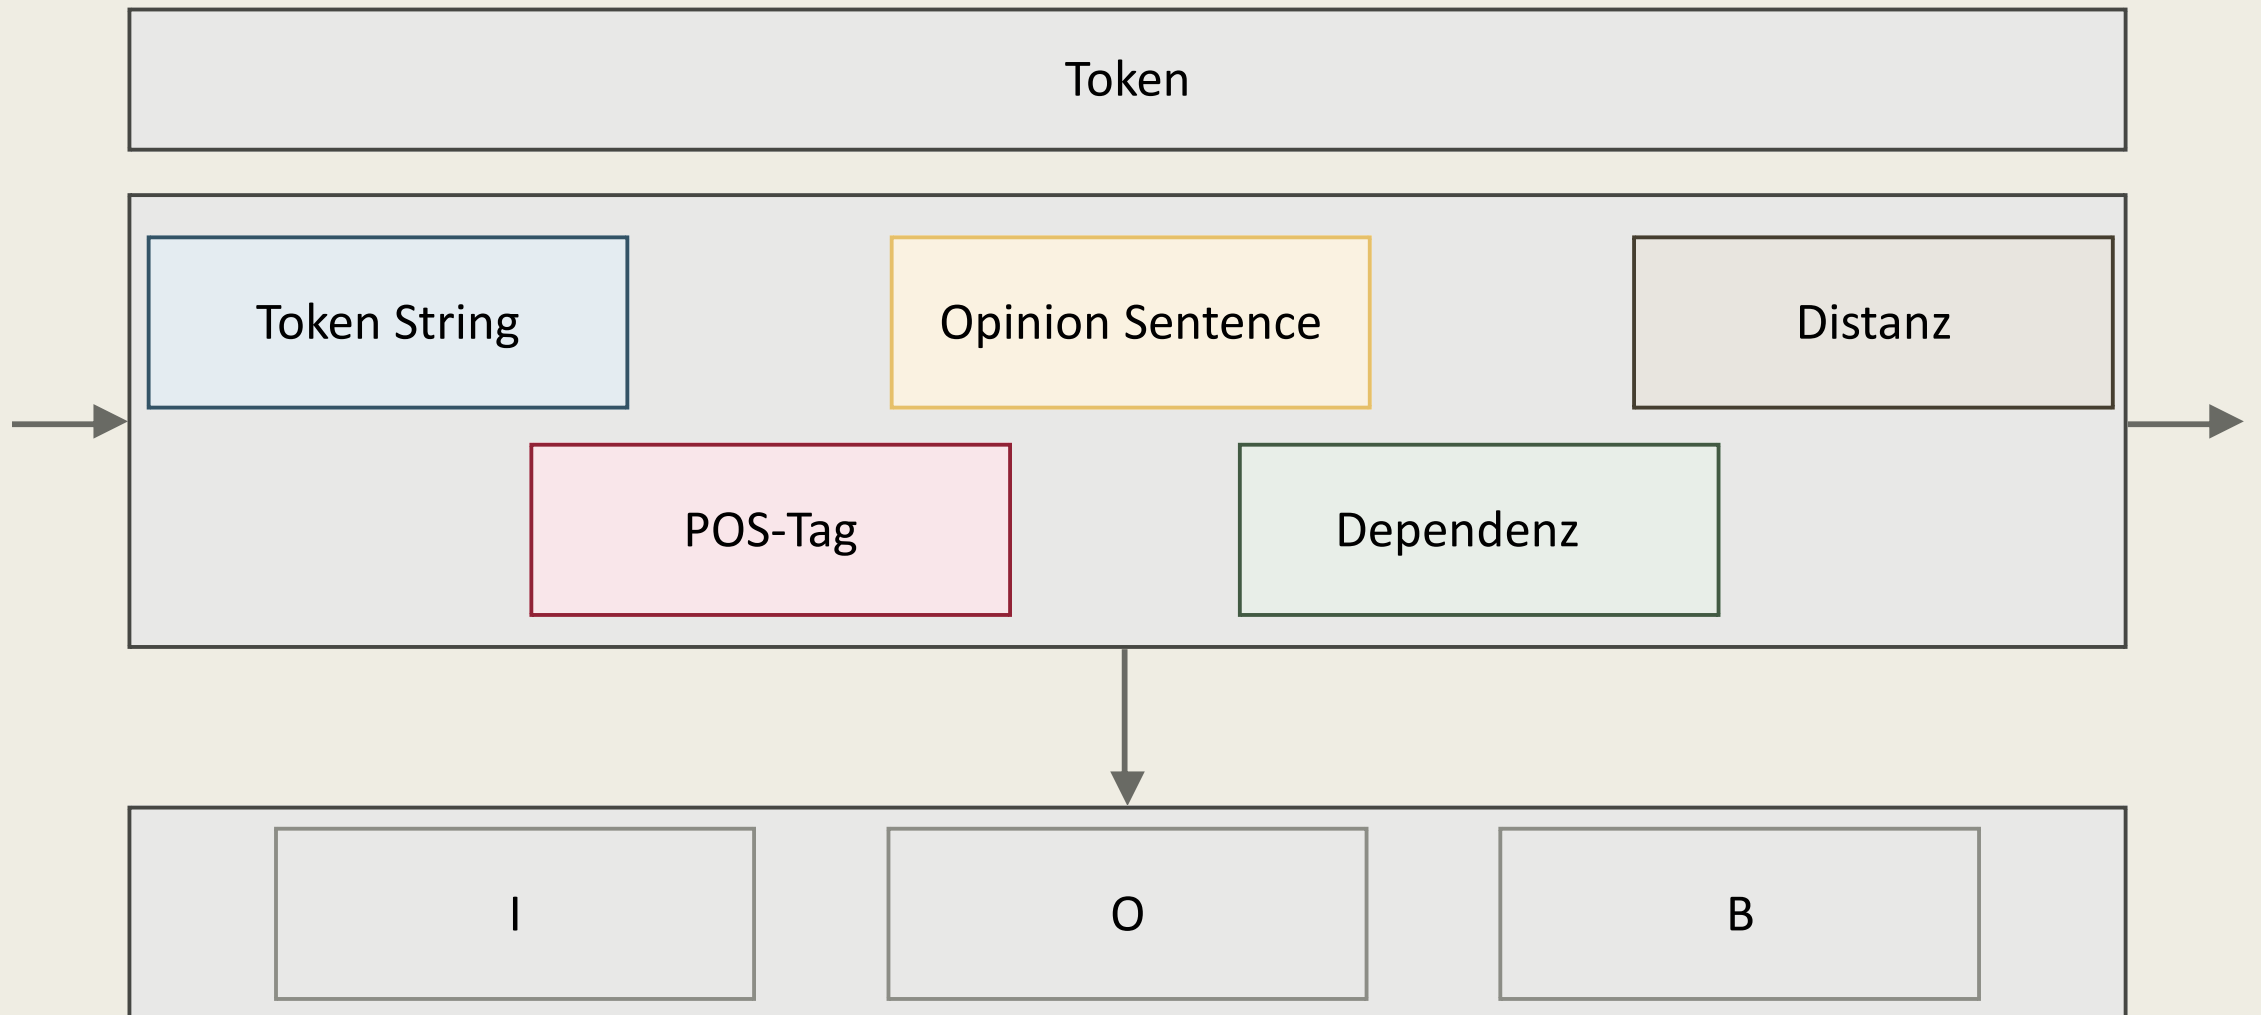 Token
Token String
Opinion Sentence
Distanz
POS-Tag
Dependenz
I
O
B